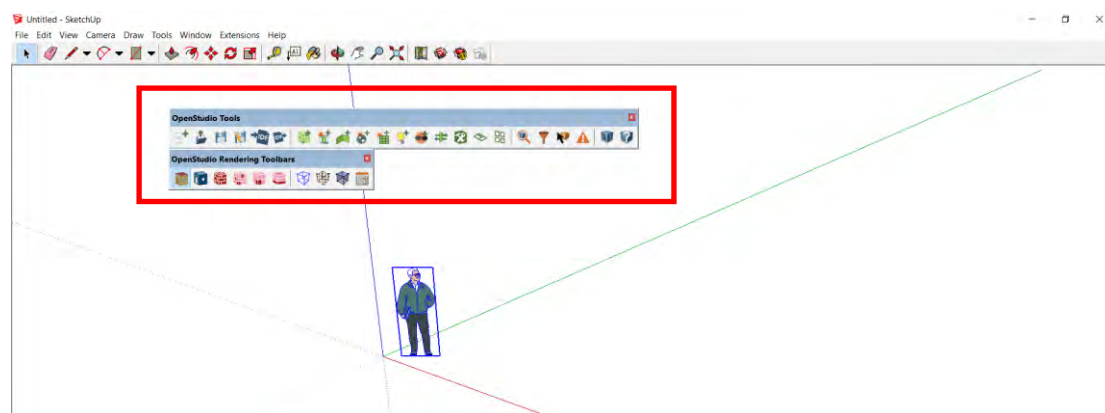 Untitled - SketchUp
File Edit View Camera Draw Tools Window Extensions Help
OpenStudio Tools
OpenStudio Rendering Toolbars